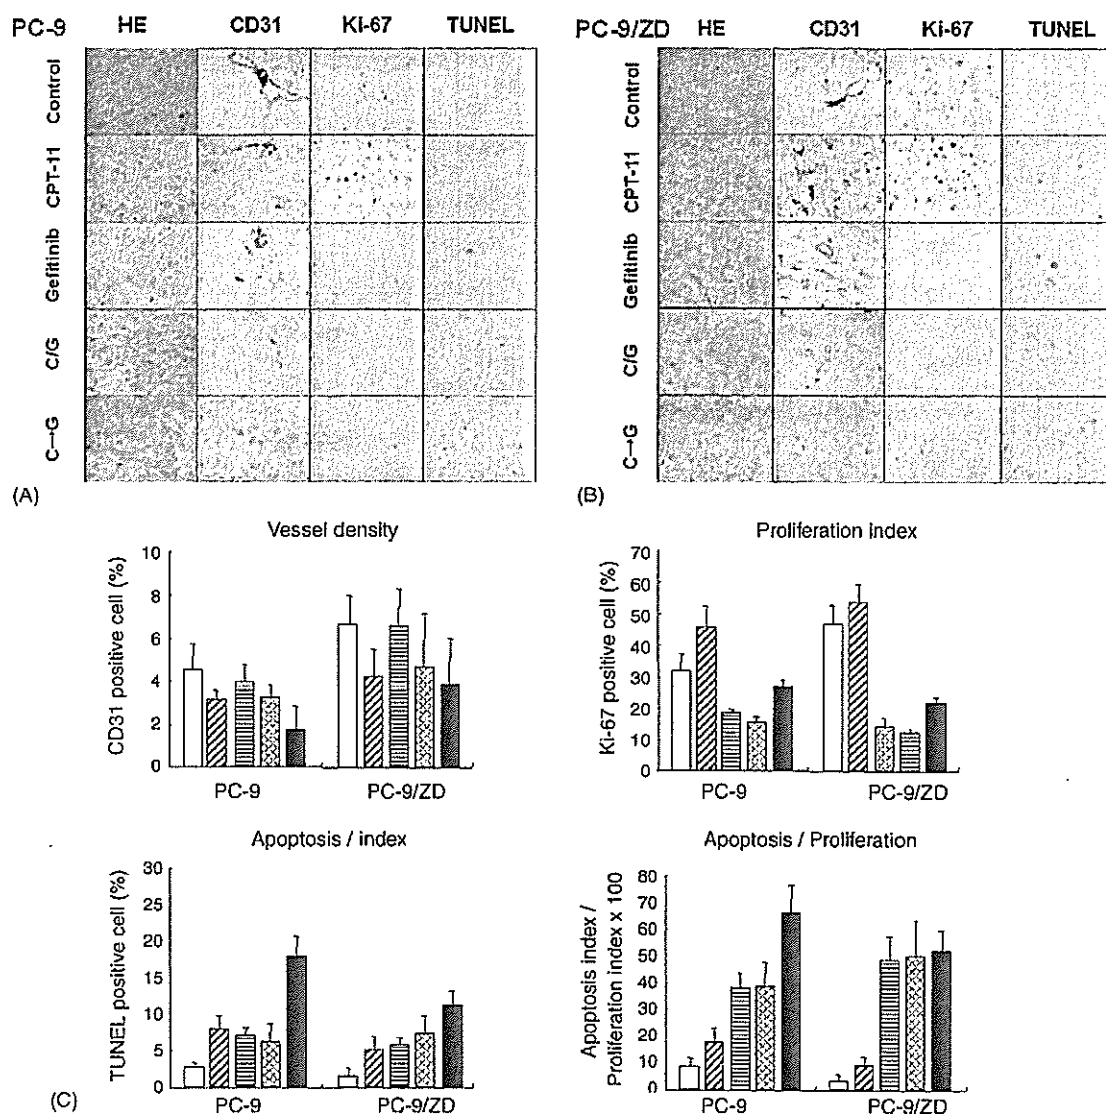 PC-9 HE CD31 Ki-67 TUNEL
Control
CPT-11
Gefitinib
C/G
C→G
(A)
PC-9/ZD HE CD31 Ki-67 TUNEL
Control
CPT-11
Gefitinib
C/G
C→G
(B)
Vessel density
CD31 positive cell (%)
10
8
6
4
2
0
PC-9 PC-9/ZD
Proliferation index
Ki-67 positive cell (%)
70
60
50
40
30
20
10
0
PC-9 PC-9/ZD
Apoptosis / index
TUNEL positive cell (%)
30
25
20
15
10
5
0
PC-9 PC-9/ZD
Apoptosis / Proliferation
Apoptosis index /
Proliferation index x 100
80
70
60
50
40
30
20
10
0
PC-9 PC-9/ZD
(C)